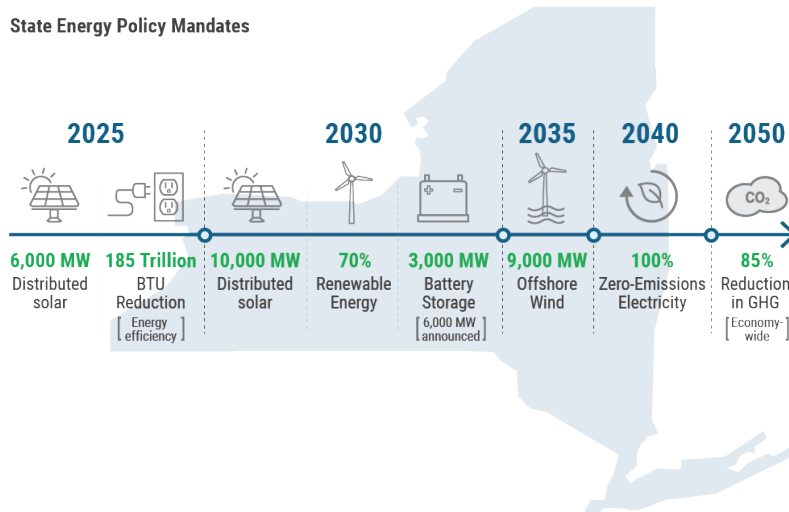 State Energy Policy Mandates
2025
6,000 MW
Distributed
solar
185 Trillion
BTU
Reduction
[ Energy
efficiency ]
2030
10,000 MW
Distributed
solar
70%
Renewable
Energy
3,000 MW
Battery
Storage
[ 6,000 MW
announced ]
2035
9,000 MW
Offshore
Wind
2040
100%
Zero-Emissions
Electricity
2050
CO₂
85%
Reduction
in GHG
[ Economy-
wide ]